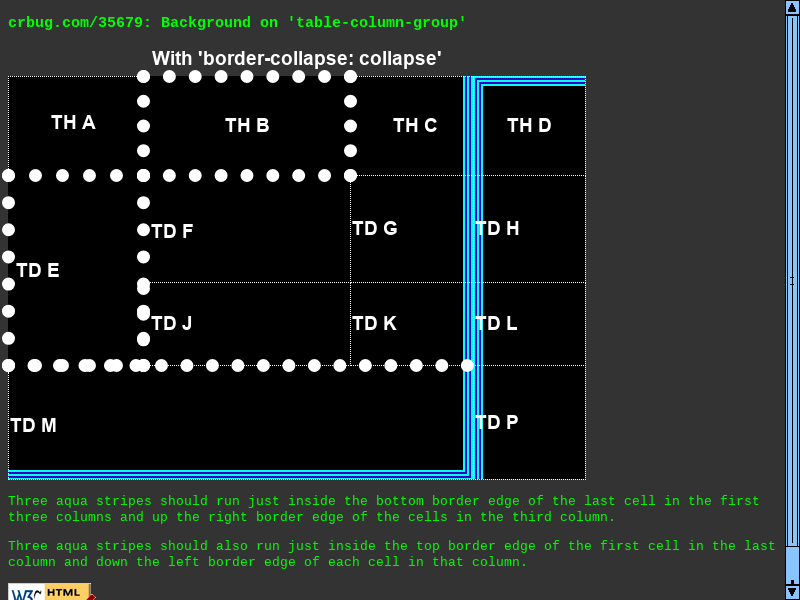 crbug.com/35679: Background on 'table-column-group'
With 'border-collapse: collapse'
TH A TH B TH C TH D
TD E TD F TD G TD H
TD J TD K TD L
TD M TD P
Three aqua stripes should run just inside the bottom border edge of the last cell in the first
three columns and up the right border edge of the cells in the third column.
Three aqua stripes should also run just inside the top border edge of the first cell in the last
column and down the left border edge of each cell in that column.
W3C HTML